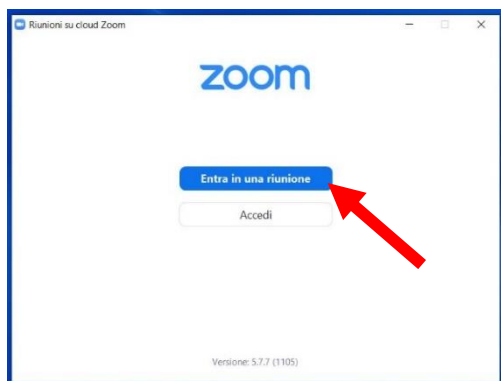 Riunioni su cloud Zoom
zoom
Entra in una riunione
Accedi
Versione: 5.7.7 (1105)